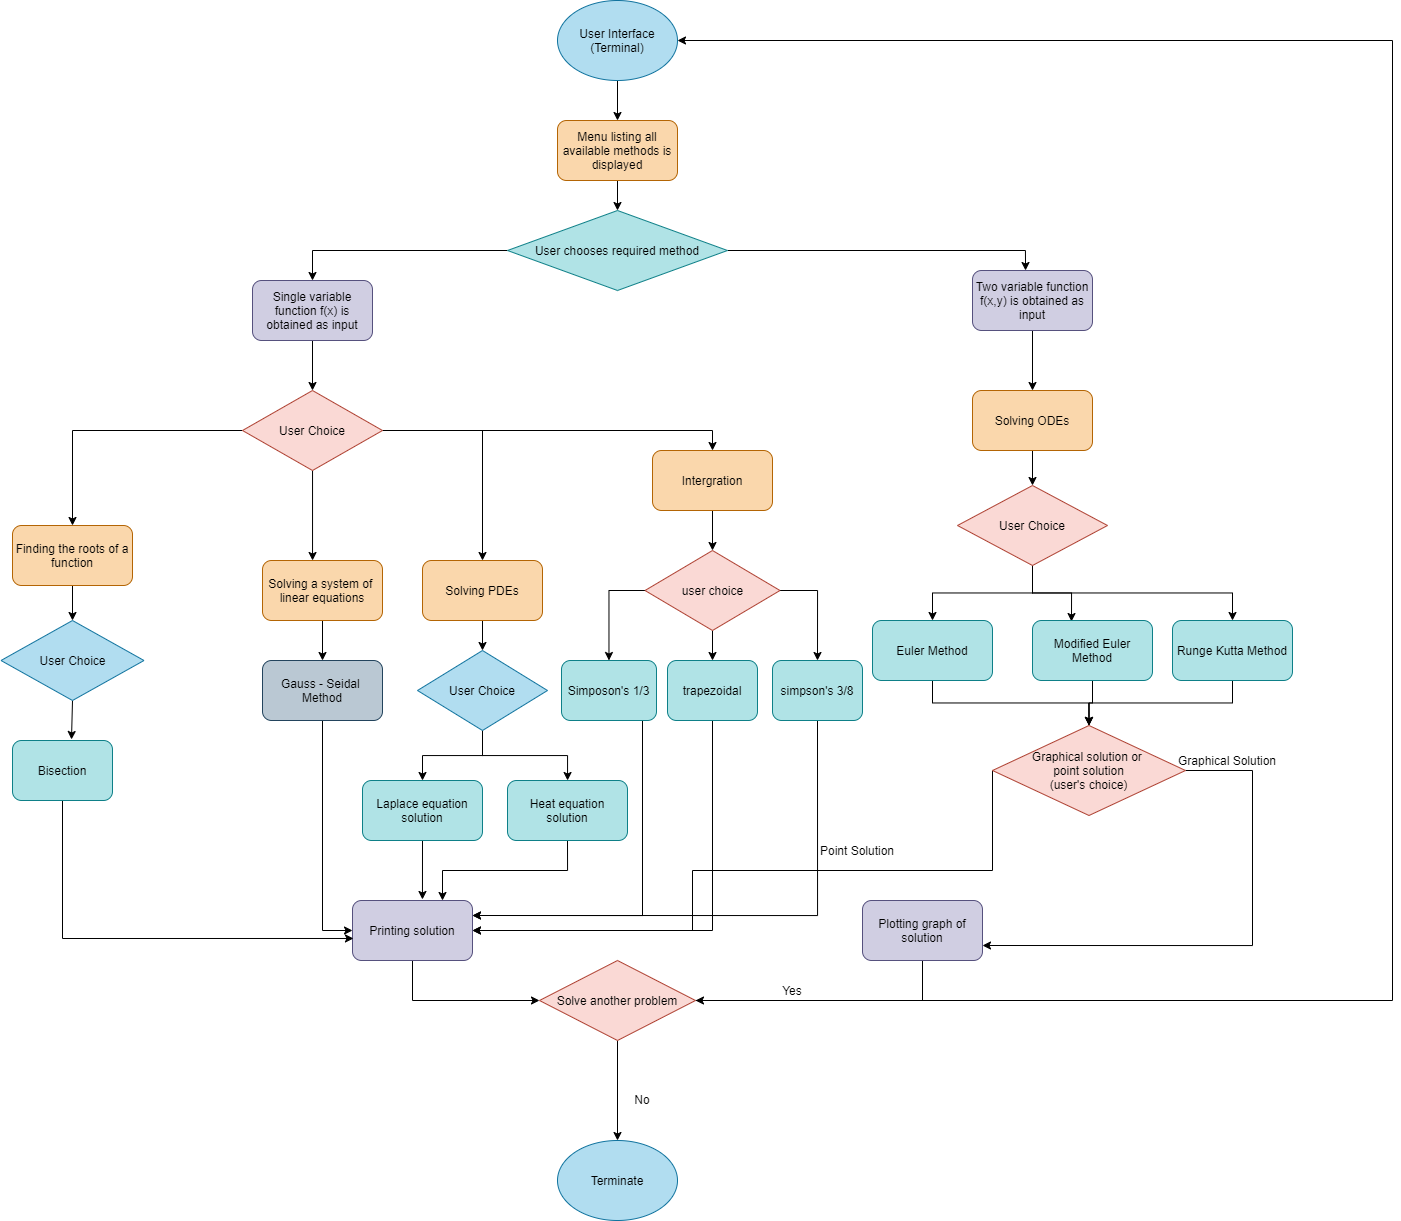 User Interface
(Terminal)
Menu listing all
available methods is
displayed
User chooses required method
Single variable
function f(x) is
obtained as input
Two variable function
f(x,y) is obtained as
input
User Choice
Solving ODEs
Intergration
User Choice
Finding the roots of a
function
Solving a system of
linear equations
Solving PDEs
user choice
User Choice
Gauss - Seidal
Method
User Choice
Simposon's 1/3
trapezoidal
simpson's 3/8
Euler Method
Modified Euler
Method
Runge Kutta Method
Bisection
Laplace equation
solution
Heat equation
solution
Graphical solution or
point solution
(user's choice)
Graphical Solution
Point Solution
Printing solution
Plotting graph of
solution
Solve another problem
Yes
No
Terminate